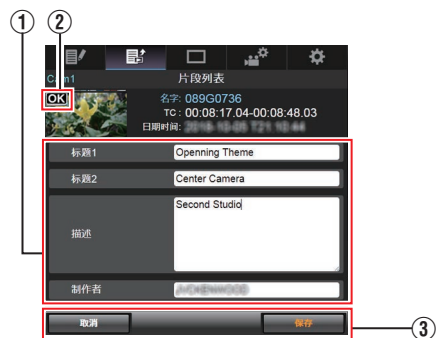 ① ②
Cam1 片段列表
OK
名字: 089G0736
TC : 00:08:17.04-00:08:48.03
日期时间:
标题1 Openning Theme
标题2 Center Camera
描述 Second Studio
制作者
取消 保存
③